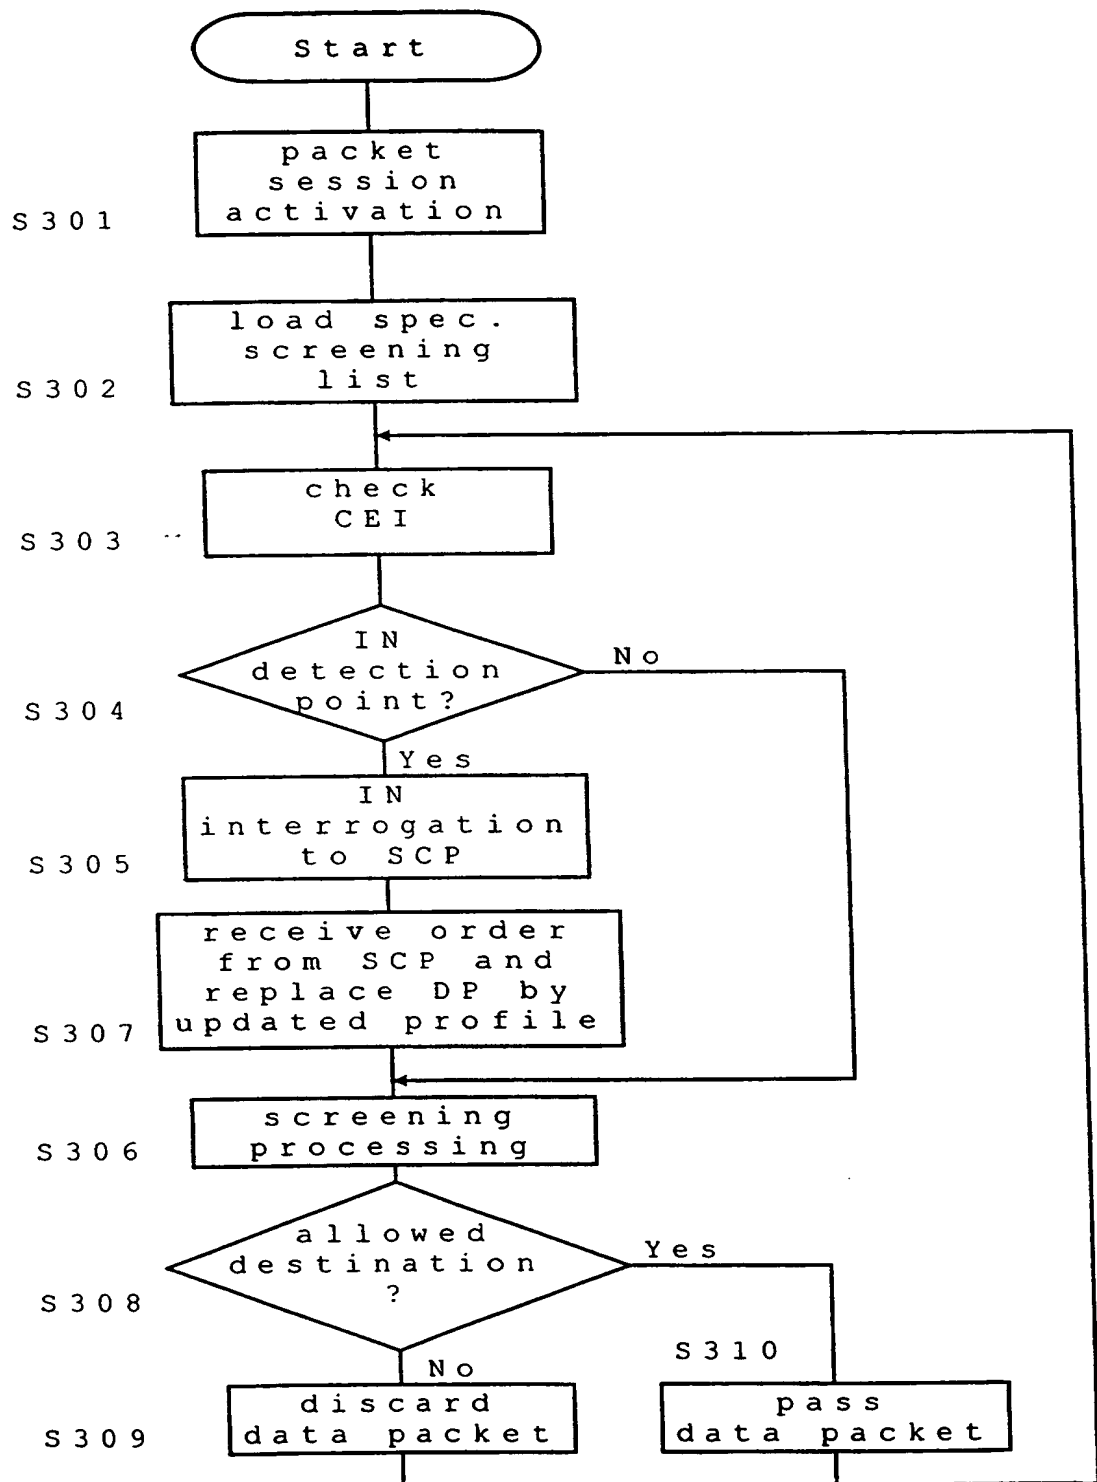 Start
packet
session
activation
S301
load spec.
screening
list
S302
check
CEI
S303
IN
detection
point?
No
S304
Yes
IN
interrogation
to SCP
S305
receive order
from SCP and
replace DP by
updated profile
S307
screening
processing
S306
allowed
destination
?
Yes
S308
No
S310
discard
data packet
S309
pass
data packet